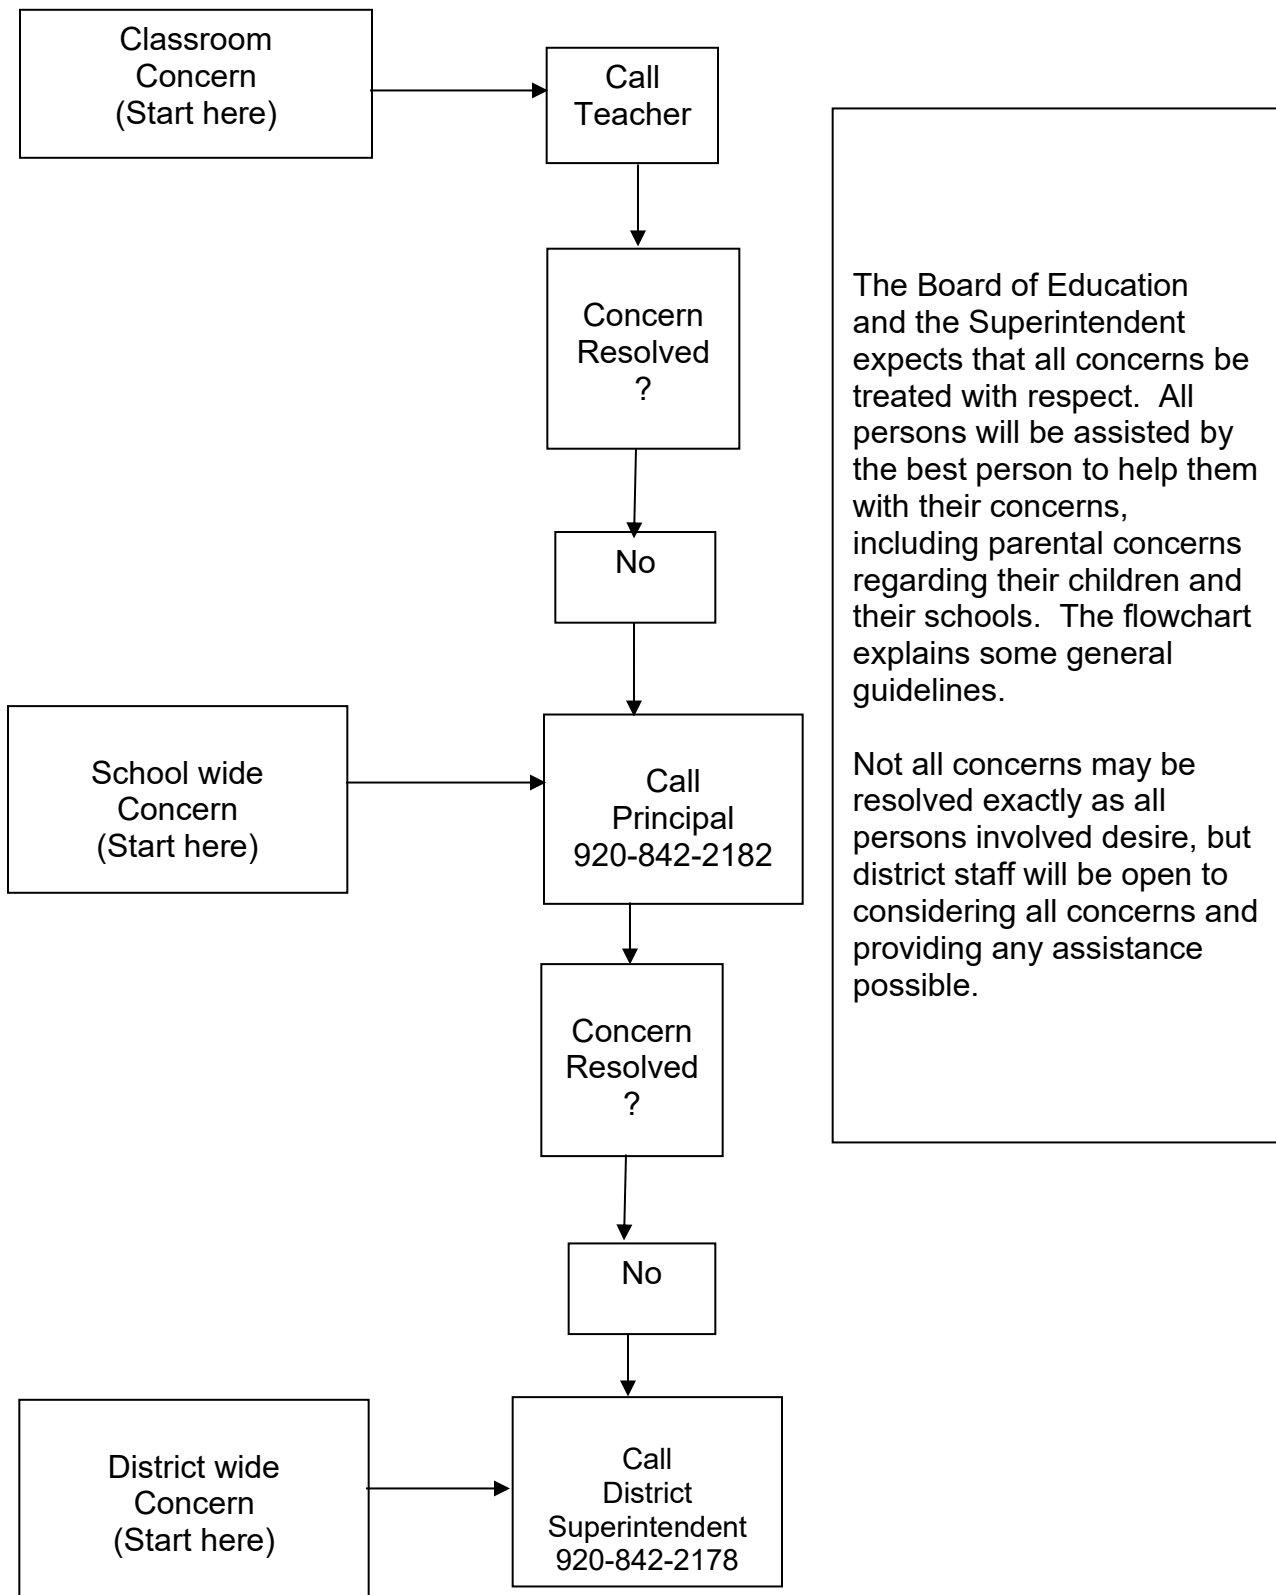 Classroom
Concern
(Start here)
Call
Teacher
Concern
Resolved
?
No
School wide
Concern
(Start here)
Call
Principal
920-842-2182
Concern
Resolved
?
No
District wide
Concern
(Start here)
Call
District
Superintendent
920-842-2178
The Board of Education
and the Superintendent
expects that all concerns be
treated with respect.  All
persons will be assisted by
the best person to help them
with their concerns,
including parental concerns
regarding their children and
their schools.  The flowchart
explains some general
guidelines.
Not all concerns may be
resolved exactly as all
persons involved desire, but
district staff will be open to
considering all concerns and
providing any assistance
possible.